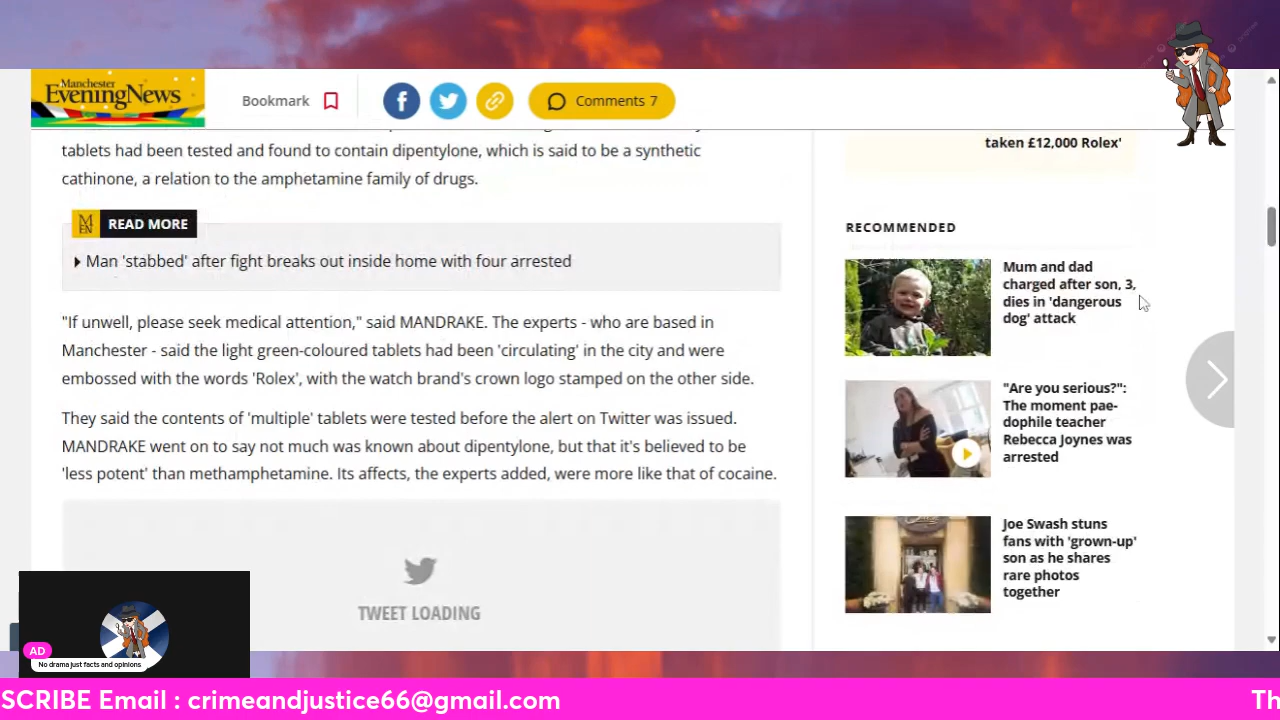 Manchester
EveningNews
Bookmark
Comments 7
tablets had been tested and found to contain dipentylone, which is said to be a synthetic
cathinone, a relation to the amphetamine family of drugs.
MEN
READ MORE
Man 'stabbed' after fight breaks out inside home with four arrested
"If unwell, please seek medical attention," said MANDRAKE. The experts - who are based in
Manchester - said the light green-coloured tablets had been 'circulating' in the city and were
embossed with the words 'Rolex', with the watch brand's crown logo stamped on the other side.
They said the contents of 'multiple' tablets were tested before the alert on Twitter was issued.
MANDRAKE went on to say not much was known about dipentylone, but that it's believed to be
'less potent' than methamphetamine. Its affects, the experts added, were more like that of cocaine.
TWEET LOADING
taken £12,000 Rolex'
RECOMMENDED
Mum and dad
charged after son, 3,
dies in 'dangerous
dog' attack
"Are you serious?":
The moment pae-
dophile teacher
Rebecca Joynes was
arrested
Joe Swash stuns
fans with 'grown-up'
son as he shares
rare photos
together
AD
No drama just facts and opinions
SCRIBE Email : crimeandjustice66@gmail.com
Th